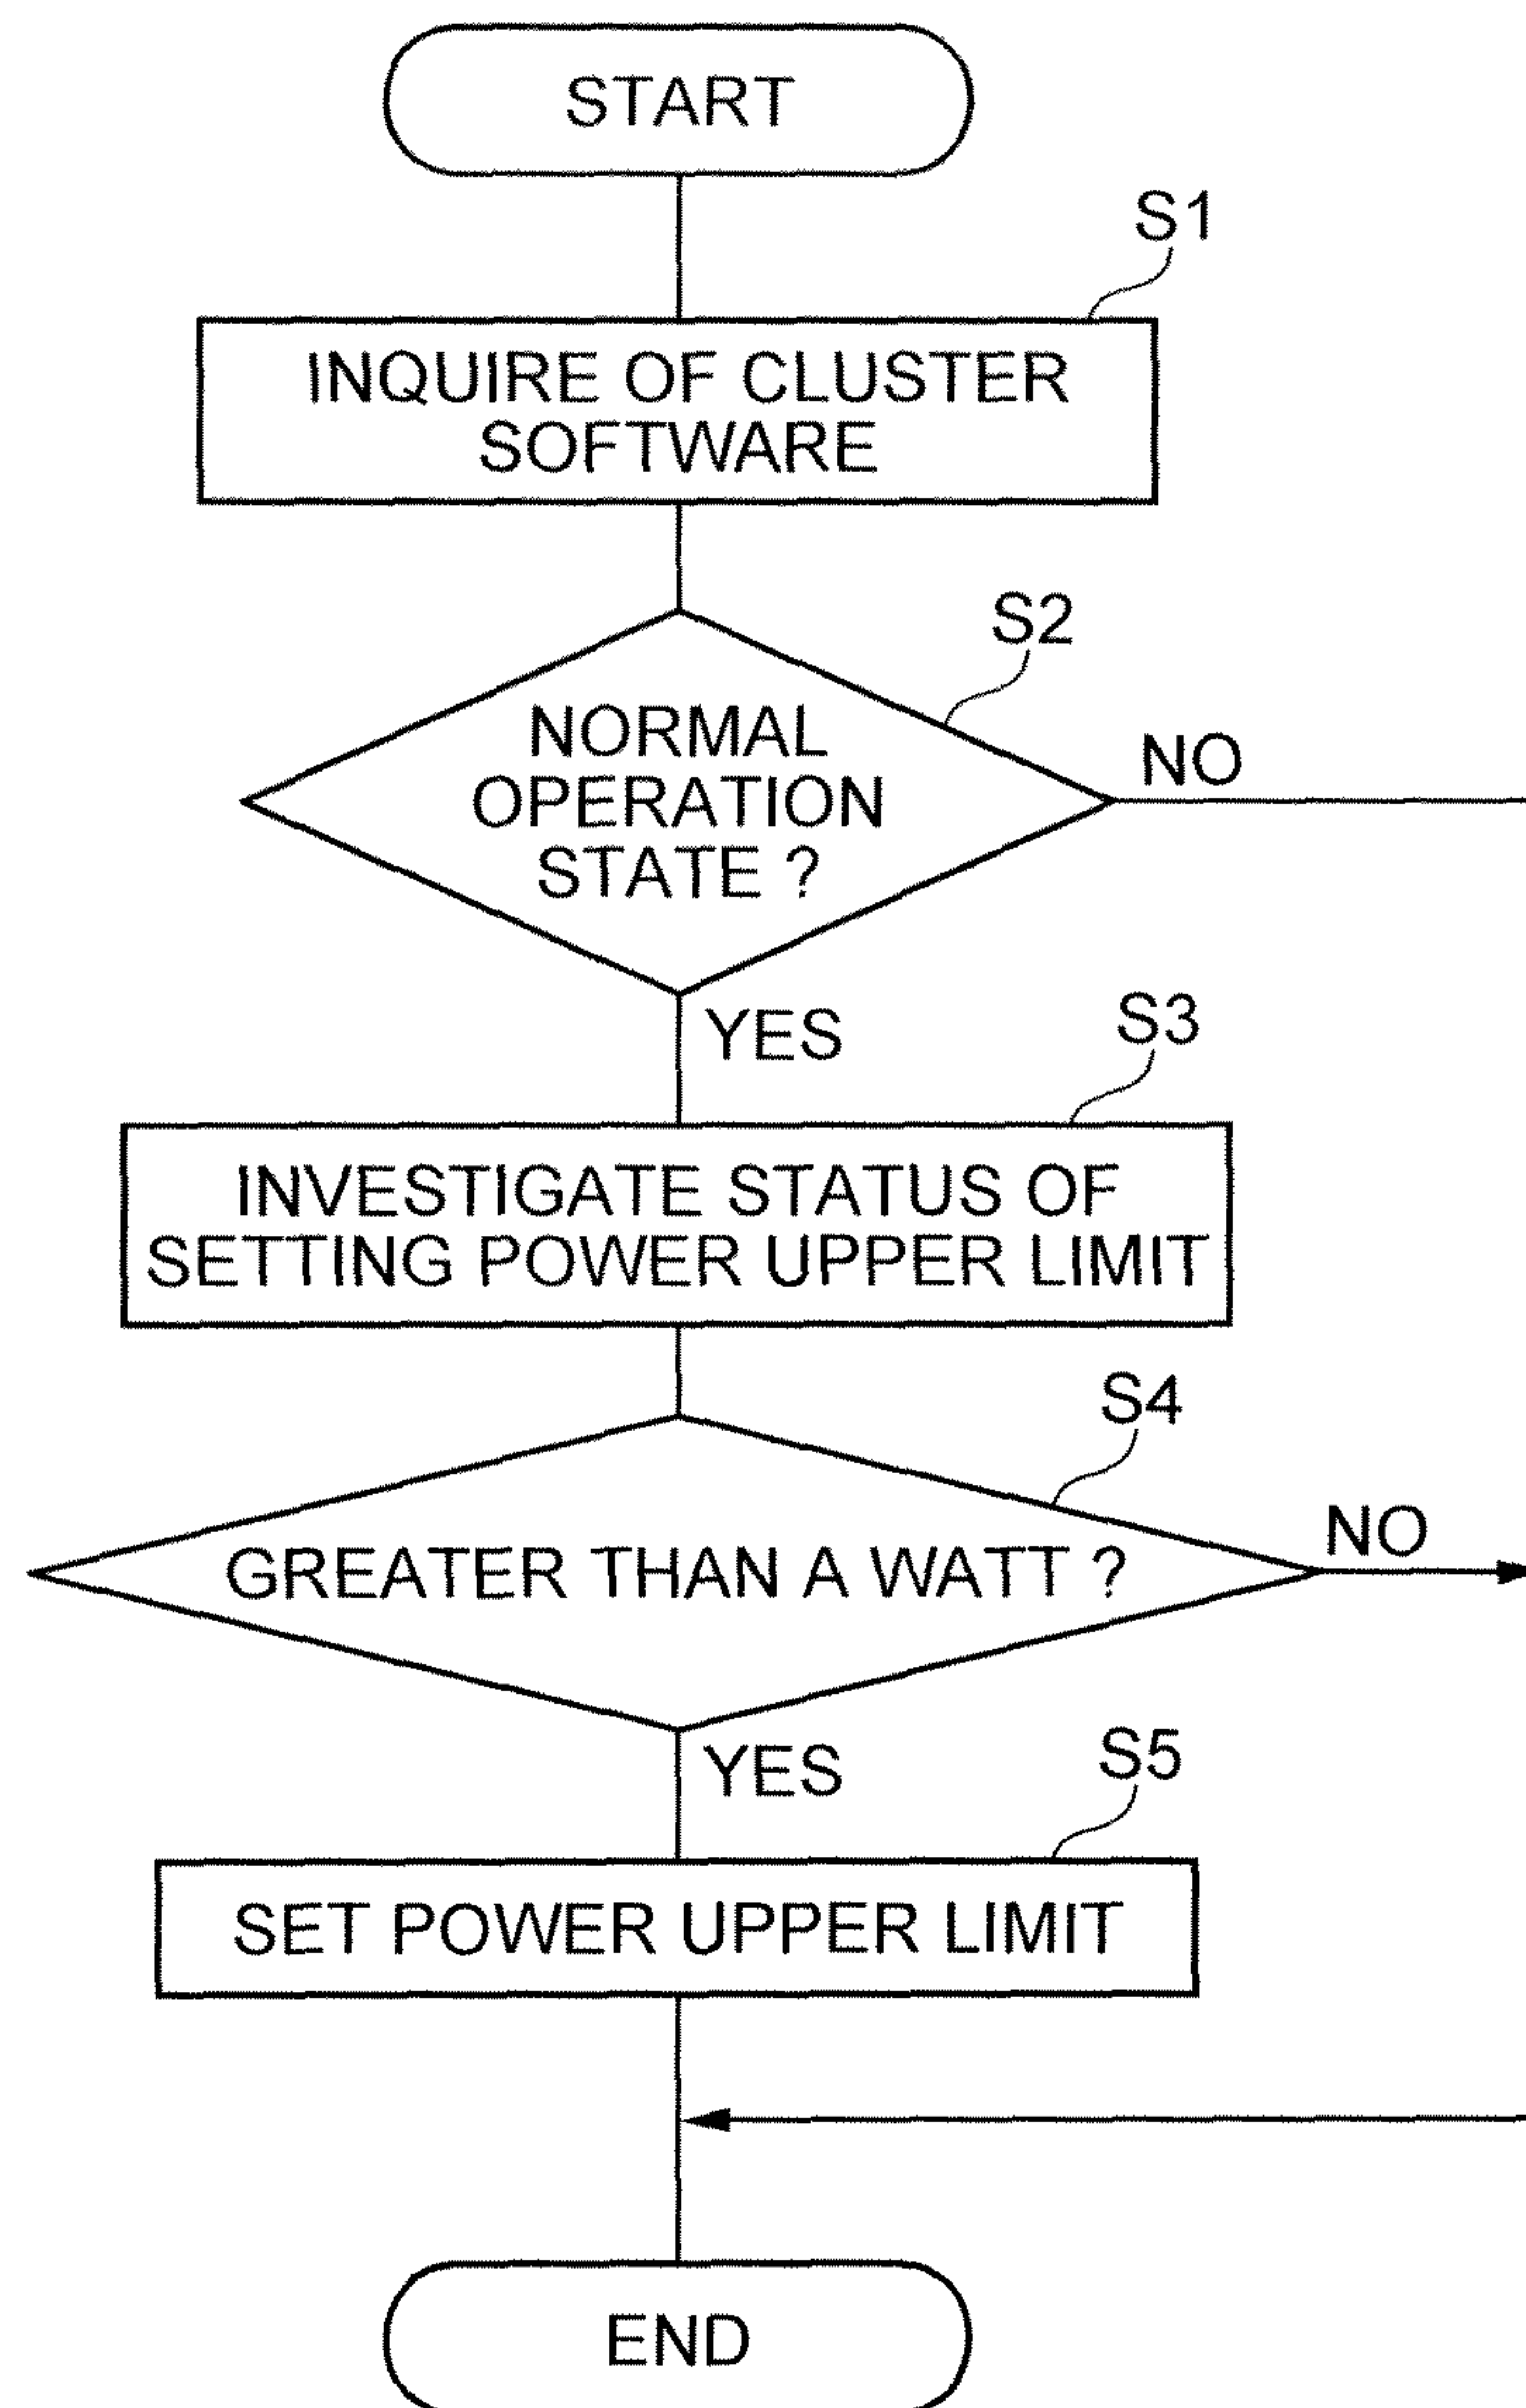 START
S1
INQUIRE OF CLUSTER
SOFTWARE
S2
NORMAL
OPERATION
STATE ?
NO
YES
S3
INVESTIGATE STATUS OF
SETTING POWER UPPER LIMIT
S4
GREATER THAN A WATT ?
NO
YES
S5
SET POWER UPPER LIMIT
END